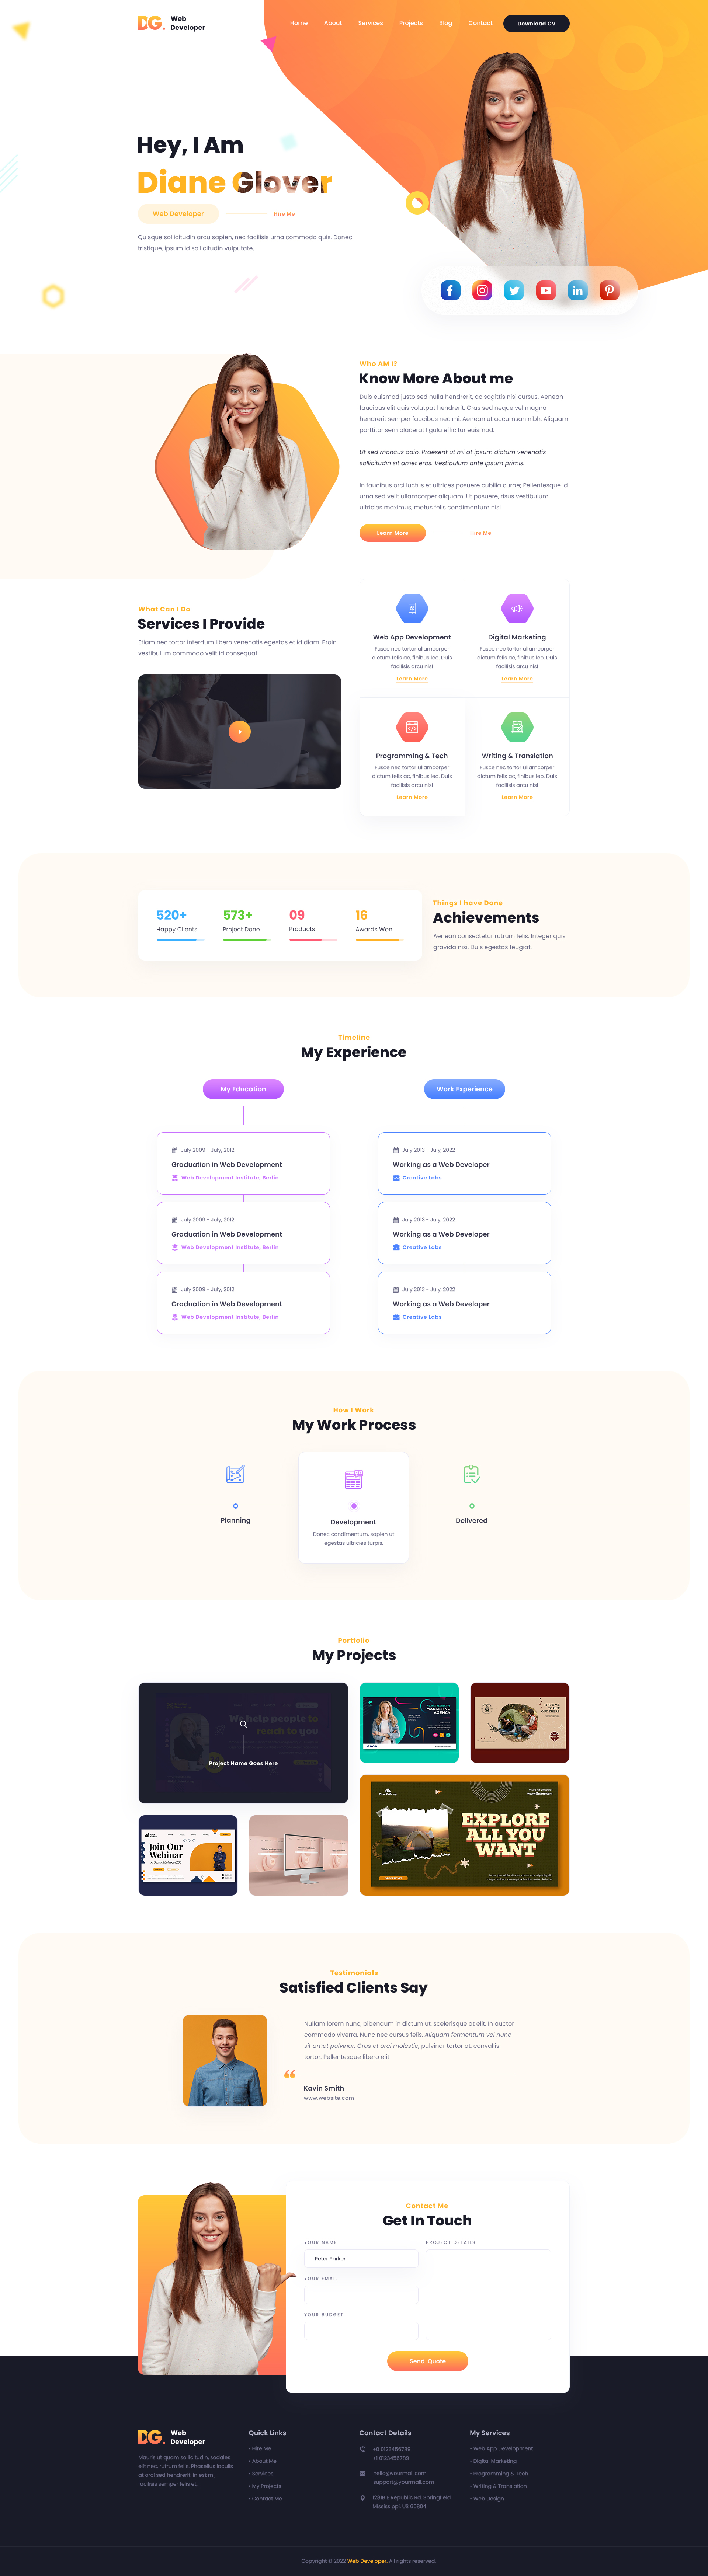 DG.
Web
Developer
Home
About
Services
Projects
Blog
Contact
Download CV
Hey, I Am
Diane Glover
Web Developer
Hire Me
Quisque sollicitudin arcu sapien, nec faucibus urna commodo quis. Donec
tristique, ipsum id sollicitudin vulputate,
Who AM I?
Know More About me
Duis euismod justo sed nulla hendrerit, ac sagittis nisi cursus. Aenean
faucibus elit quis volutpat hendrerit. Cras sed neque vel magna
hendrerit semper faucibus nec mi. Aenean ut accumsan nibh. Aliquam
porttitor sem placerat ligula efficitur euismod.
Ut sed rhoncus odio. Praesent ut mi at ipsum dictum venenatis
sollicitudin sit amet eros. Vestibulum ante ipsum primis.
In faucibus orci luctus et ultrices posuere cubilia curae; Pellentesque id
urna sed velit ullamcorper aliquam. Ut posuere, risus vestibulum
ultricies maximus, metus felis condimentum nisl.
Learn More
Hire Me
What Can I Do
Services I Provide
Etiam nec tortor interdum libero venenatis egestas et id diam. Proin
vestibulum commodo velit id consequat.
Web App Development
Fusce nec tortor ullamcorper
dictum felis ac, finibus leo. Duis
facilisis arcu nisl
Learn More
Digital Marketing
Fusce nec tortor ullamcorper
dictum felis ac, finibus leo. Duis
facilisis arcu nisl
Learn More
Programming & Tech
Fusce nec tortor ullamcorper
dictum felis ac, finibus leo. Duis
facilisis arcu nisl
Learn More
Writing & Translation
Fusce nec tortor ullamcorper
dictum felis ac, finibus leo. Duis
facilisis arcu nisl
Learn More
520+
Happy Clients
573+
Project Done
09
Products
16
Awards Won
Things I have Done
Achievements
Aenean consectetur rutrum felis. Integer quis
gravida nisi. Duis egestas feugiat.
Timeline
My Experience
My Education
July 2009 - July, 2012
Graduation in Web Development
Web Development Institute, Berlin
July 2009 - July, 2012
Graduation in Web Development
Web Development Institute, Berlin
July 2009 - July, 2012
Graduation in Web Development
Web Development Institute, Berlin
Work Experience
July 2013 - July, 2022
Working as a Web Developer
Creative Labs
July 2013 - July, 2022
Working as a Web Developer
Creative Labs
July 2013 - July, 2022
Working as a Web Developer
Creative Labs
How I Work
My Work Process
Planning
Development
Donec condimentum, sapien ut
egestas ultricies turpis.
Delivered
Portfolio
My Projects
We help people to
reach to you
Project Name Goes Here
MARKETING
AGENCY
IT'S TIME
TO GET
OUT THERE
Join Our
Webinar
EXPLORE
ALL YOU
WANT
Testimonials
Satisfied Clients Say
Nullam lorem nunc, bibendum in dictum ut, scelerisque at elit. In auctor
commodo viverra. Nunc nec cursus felis. Aliquam fermentum vel nunc
sit amet pulvinar. Cras et orci molestie, pulvinar tortor at, convallis
tortor. Pellentesque libero elit
Kavin Smith
www.website.com
Contact Me
Get In Touch
YOUR NAME
Peter Parker
YOUR EMAIL
YOUR BUDGET
PROJECT DETAILS
Send Quote
DG.
Web
Developer
Mauris ut quam sollicitudin, sodales
elit nec, rutrum felis. Phasellus iaculis
at orci sed hendrerit. In est mi,
facilisis semper felis et,.
Quick Links
• Hire Me
• About Me
• Services
• My Projects
• Contact Me
Contact Details
+0 0123456789
+1 0123456789
hello@yourmail.com
support@yourmail.com
12818 E Republic Rd, Springfield
Mississippi, US 65804
My Services
• Web App Development
• Digital Marketing
• Programming & Tech
• Writing & Translation
• Web Design
Copyright © 2022 Web Developer. All rights reserved.